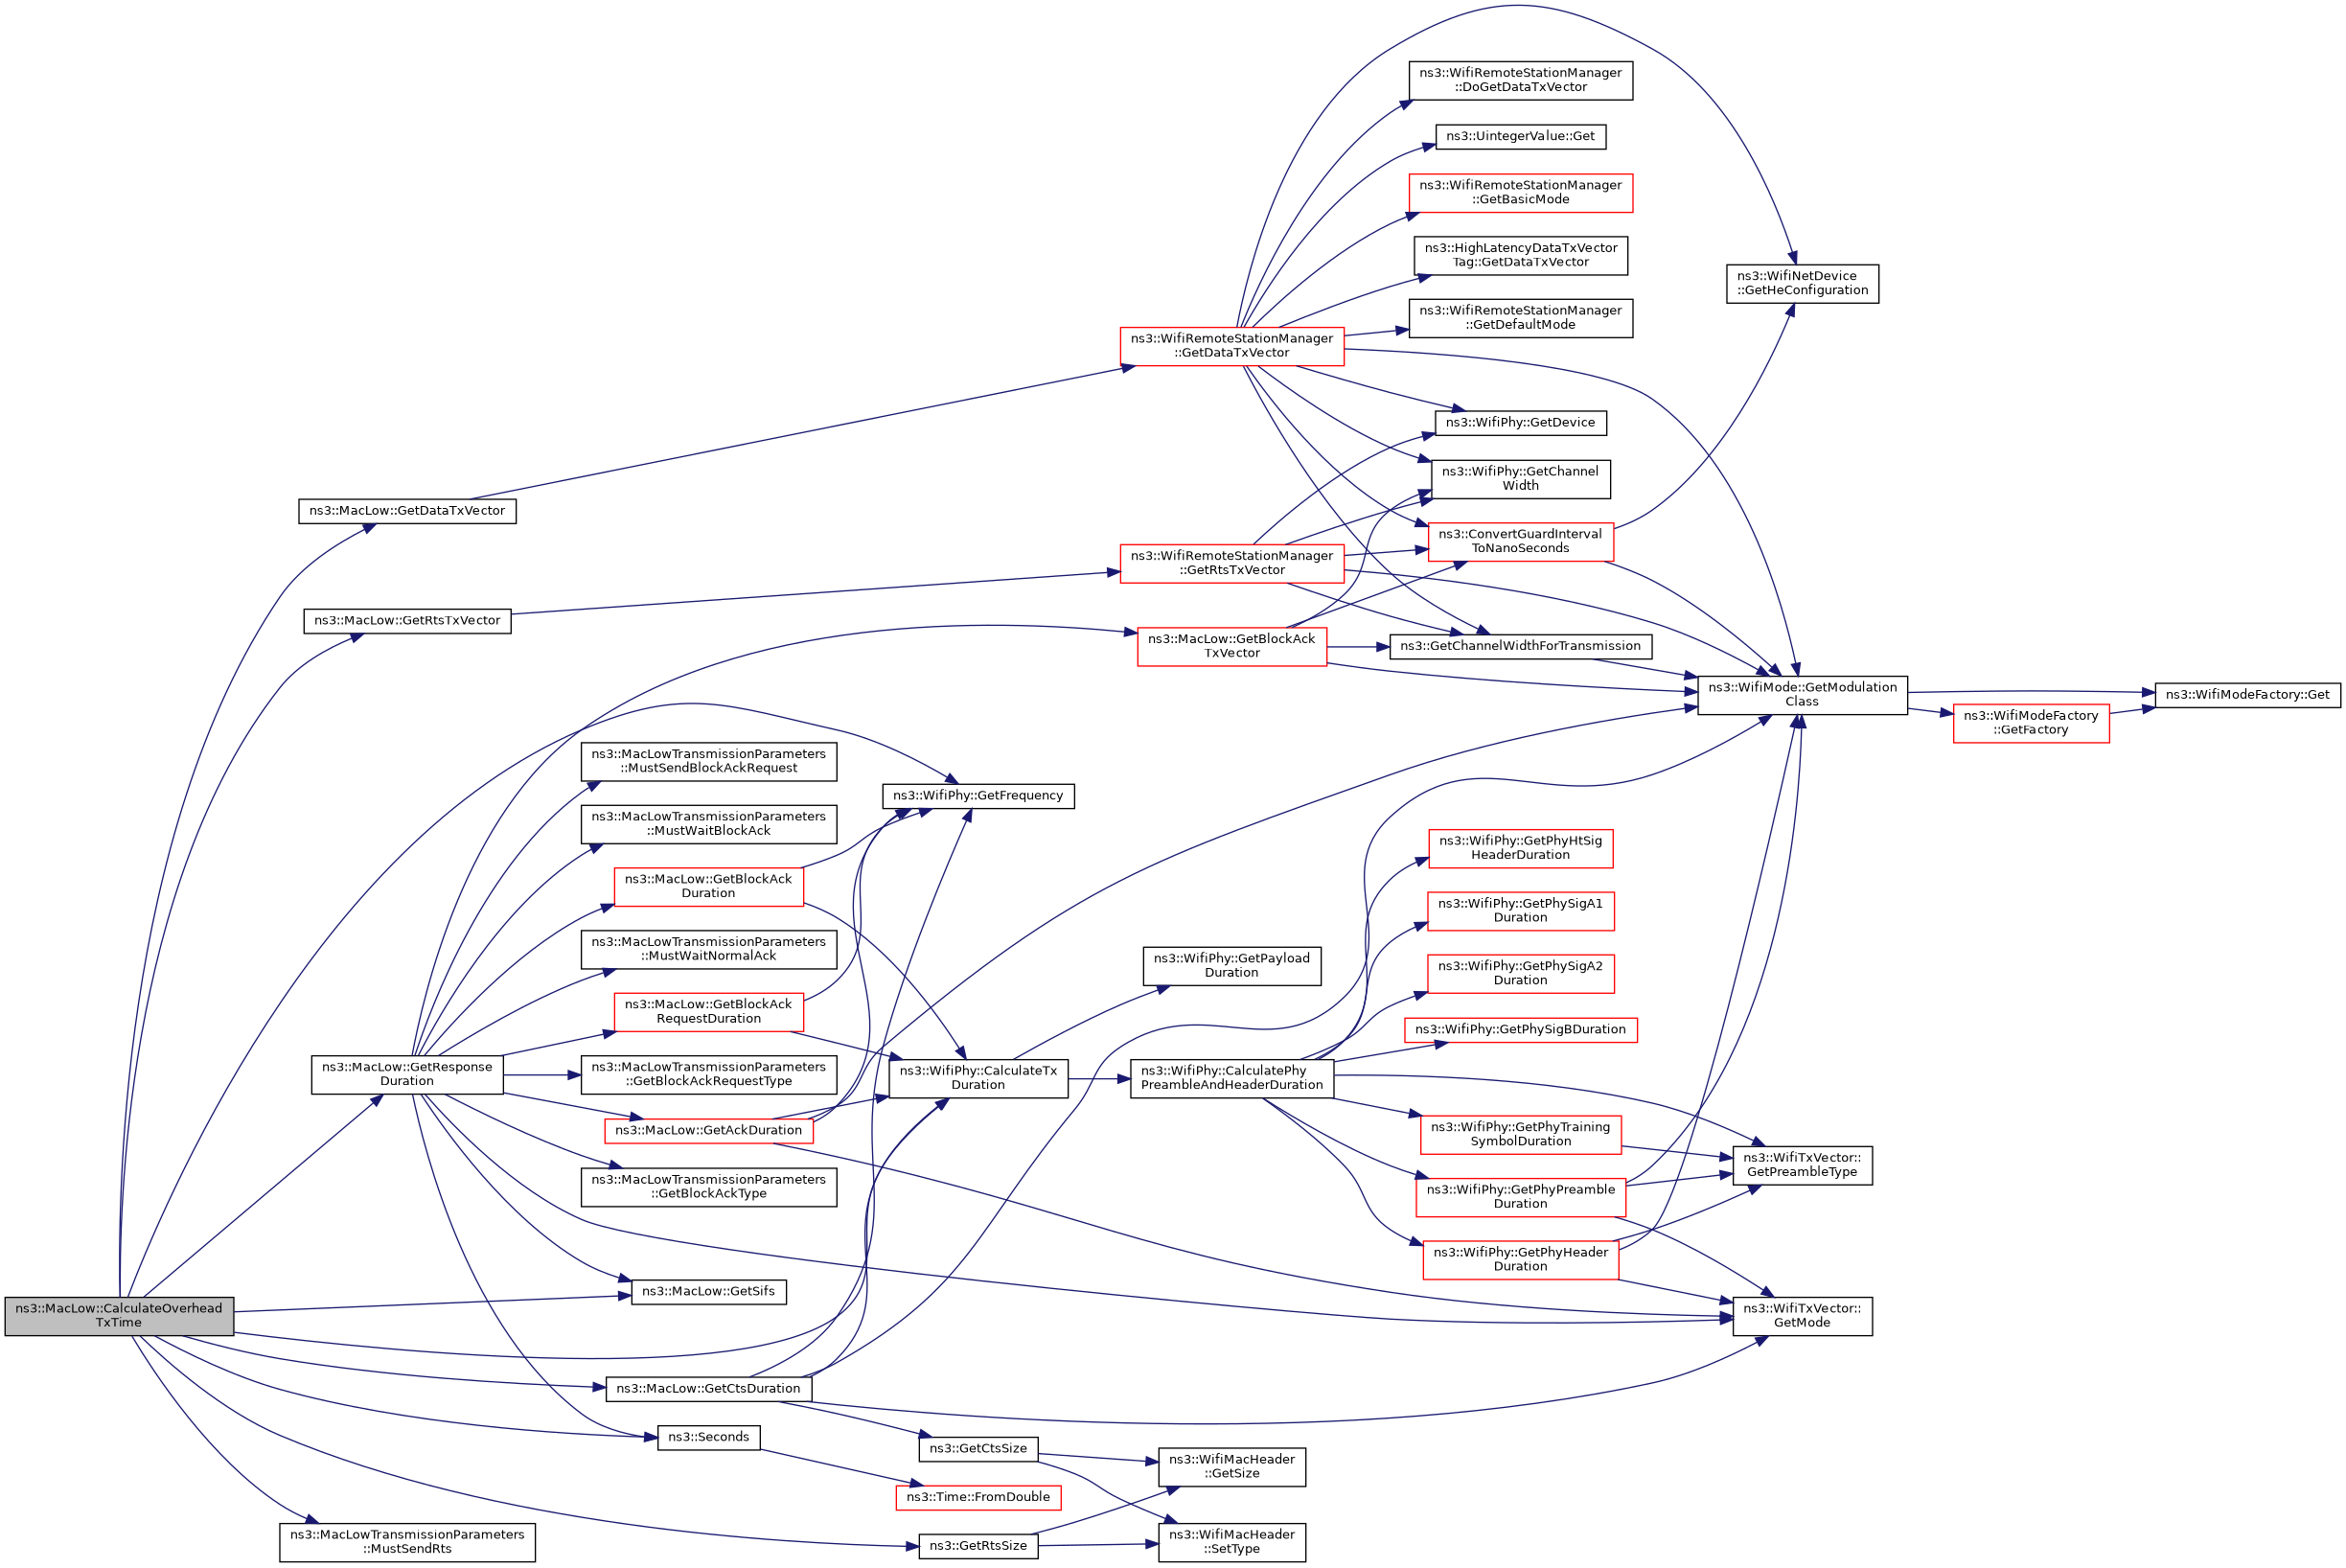 ns3::MacLow::CalculateOverhead
TxTime
ns3::MacLow::GetDataTxVector
ns3::MacLow::GetRtsTxVector
ns3::MacLow::GetResponse
Duration
ns3::MacLowTransmissionParameters
::MustSendRts
ns3::MacLowTransmissionParameters
::MustSendBlockAckRequest
ns3::MacLowTransmissionParameters
::MustWaitBlockAck
ns3::MacLow::GetBlockAck
Duration
ns3::MacLowTransmissionParameters
::MustWaitNormalAck
ns3::MacLow::GetBlockAck
RequestDuration
ns3::MacLowTransmissionParameters
::GetBlockAckRequestType
ns3::MacLow::GetAckDuration
ns3::MacLowTransmissionParameters
::GetBlockAckType
ns3::MacLow::GetSifs
ns3::MacLow::GetCtsDuration
ns3::Seconds
ns3::WifiPhy::GetFrequency
ns3::WifiPhy::CalculateTx
Duration
ns3::GetCtsSize
ns3::Time::FromDouble
ns3::GetRtsSize
ns3::WifiRemoteStationManager
::GetDataTxVector
ns3::WifiRemoteStationManager
::GetRtsTxVector
ns3::MacLow::GetBlockAck
TxVector
ns3::WifiPhy::GetPayload
Duration
ns3::WifiPhy::CalculatePhy
PreambleAndHeaderDuration
ns3::WifiMacHeader
::GetSize
ns3::WifiMacHeader
::SetType
ns3::WifiRemoteStationManager
::DoGetDataTxVector
ns3::UintegerValue::Get
ns3::WifiRemoteStationManager
::GetBasicMode
ns3::HighLatencyDataTxVector
Tag::GetDataTxVector
ns3::WifiRemoteStationManager
::GetDefaultMode
ns3::WifiPhy::GetDevice
ns3::WifiPhy::GetChannel
Width
ns3::ConvertGuardInterval
ToNanoSeconds
ns3::GetChannelWidthForTransmission
ns3::WifiPhy::GetPhyHtSig
HeaderDuration
ns3::WifiPhy::GetPhySigA1
Duration
ns3::WifiPhy::GetPhySigA2
Duration
ns3::WifiPhy::GetPhySigBDuration
ns3::WifiPhy::GetPhyTraining
SymbolDuration
ns3::WifiPhy::GetPhyPreamble
Duration
ns3::WifiPhy::GetPhyHeader
Duration
ns3::WifiNetDevice
::GetHeConfiguration
ns3::WifiMode::GetModulation
Class
ns3::WifiTxVector::
GetPreambleType
ns3::WifiTxVector::
GetMode
ns3::WifiModeFactory
::GetFactory
ns3::WifiModeFactory::Get